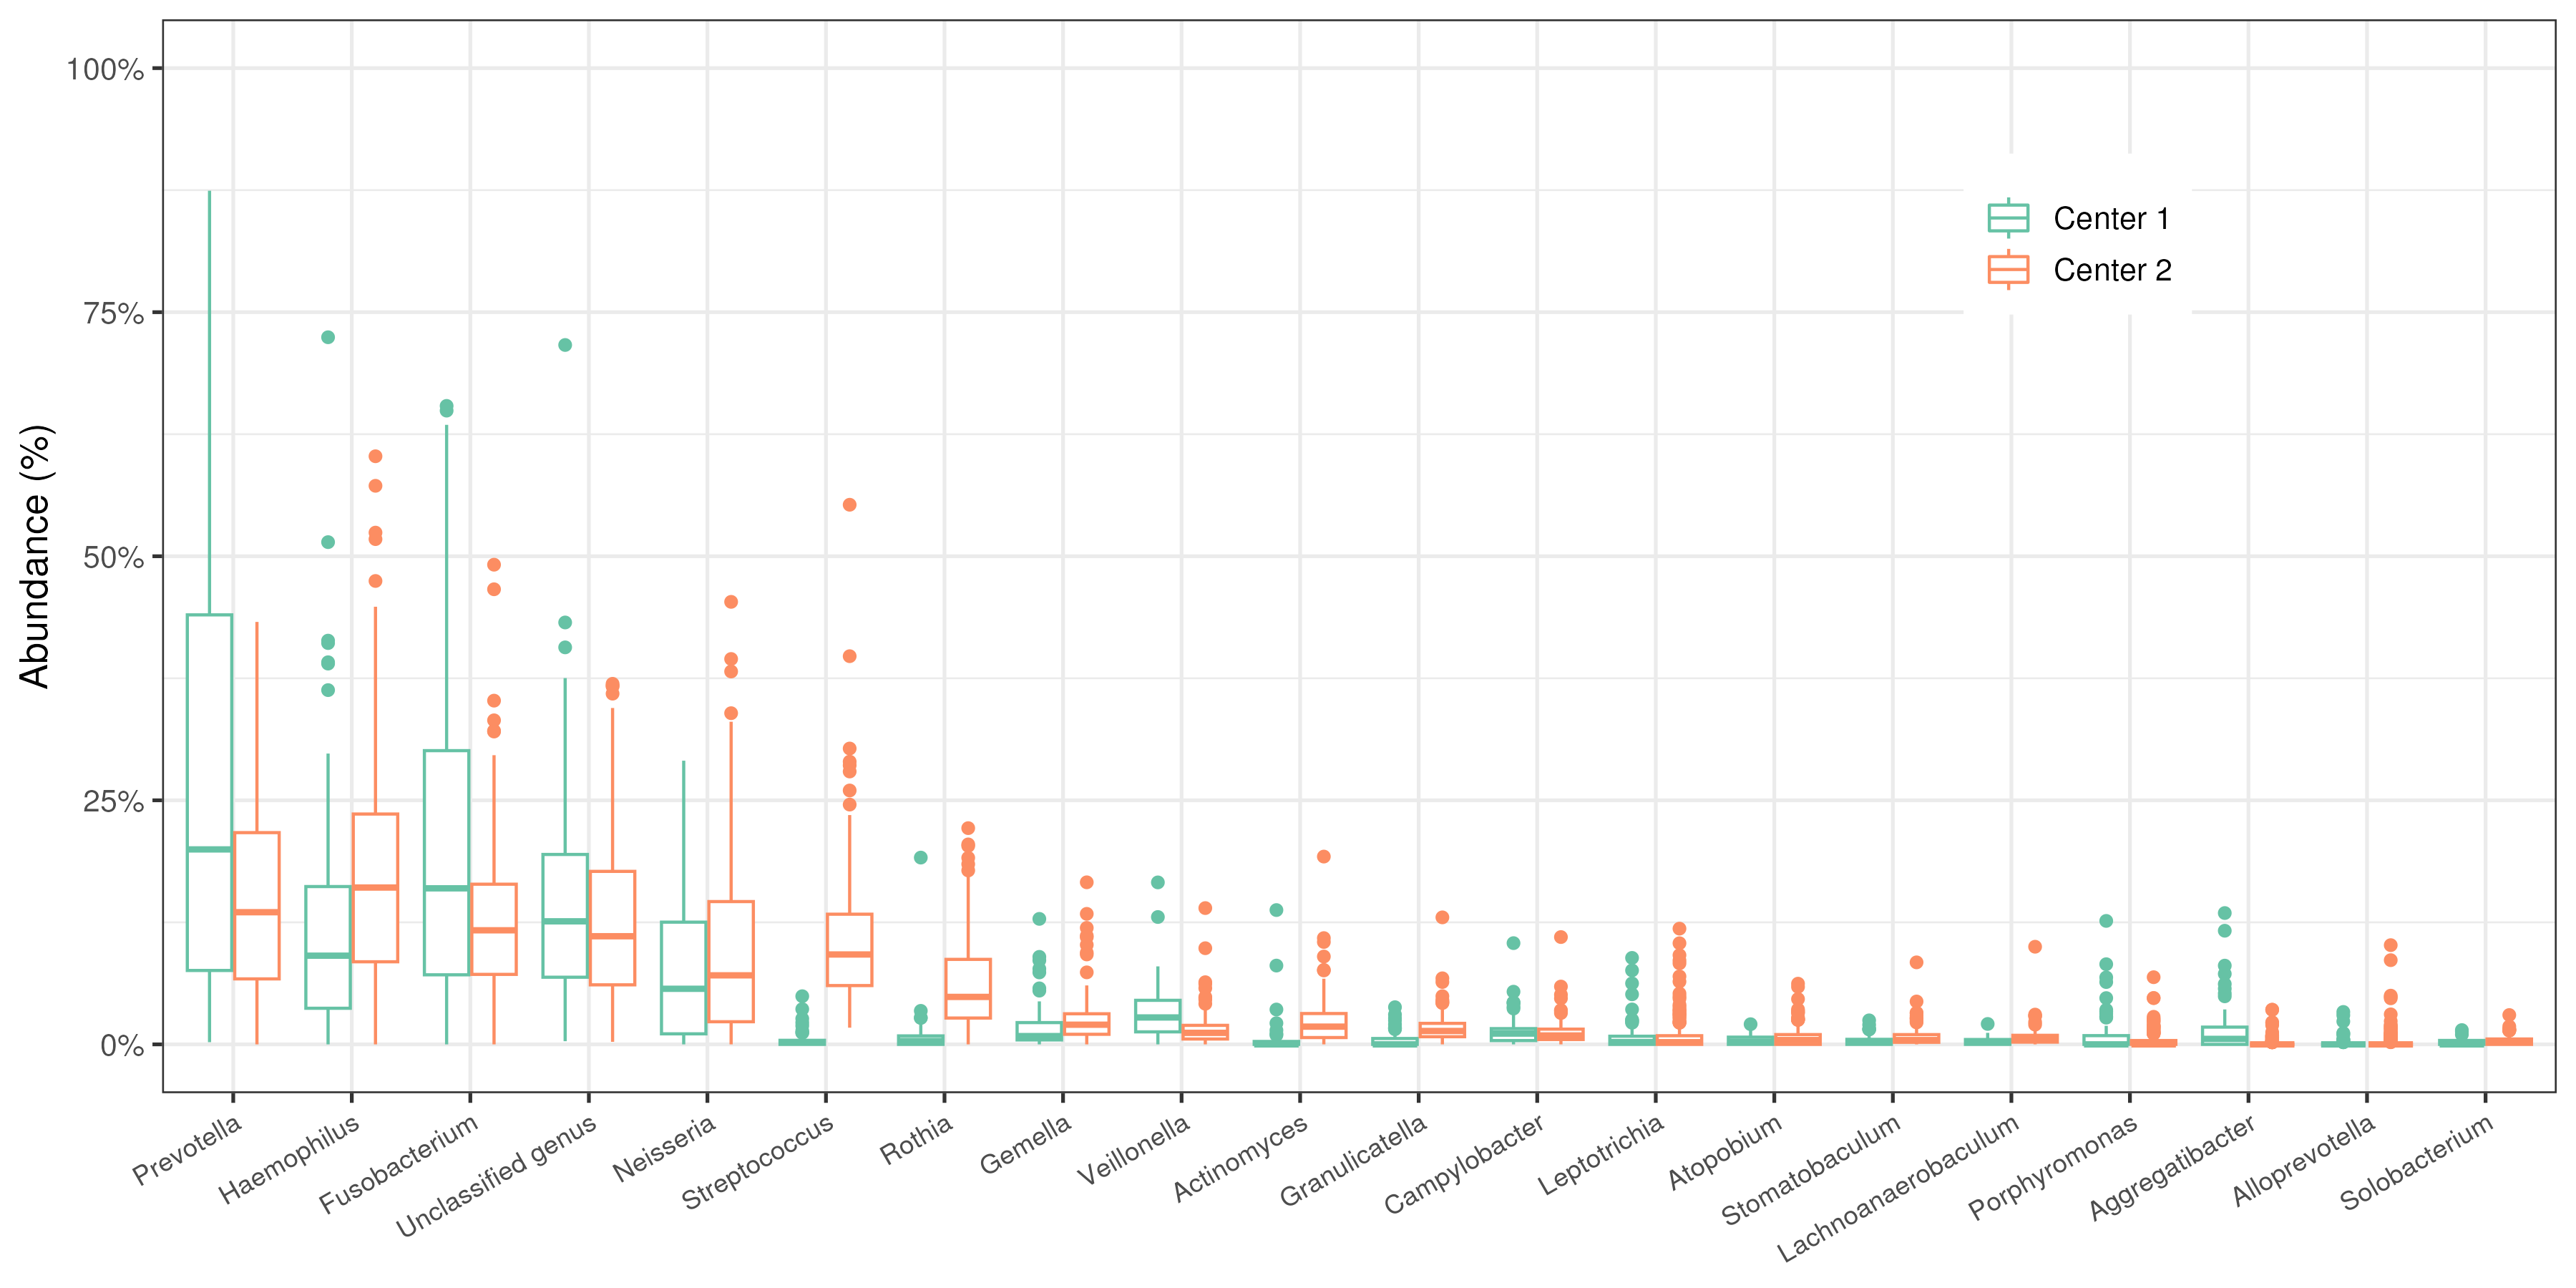 100%
75%
50%
25%
0%
Abundance (%)
Center 1
Center 2
Prevotella
Haemophilus
Fusobacterium
Unclassified genus
Neisseria
Streptococcus
Rothia
Gemella
Veillonella
Actinomyces
Granulicatella
Campylobacter
Leptotrichia
Atopobium
Stomatobaculum
Lachnoanaerobaculum
Porphyromonas
Aggregatibacter
Alloprevotella
Solobacterium